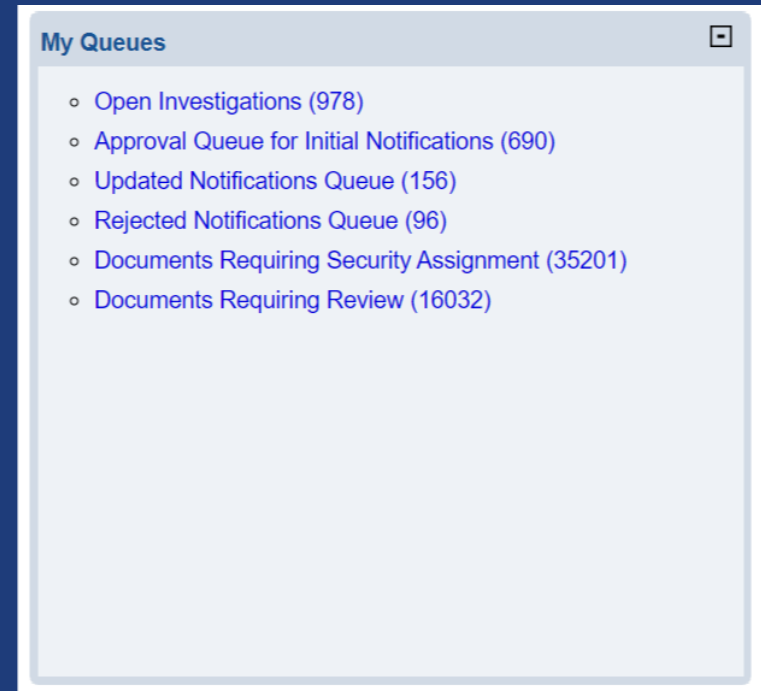 My Queues
Open Investigations (978)
Approval Queue for Initial Notifications (690)
Updated Notifications Queue (156)
Rejected Notifications Queue (96)
Documents Requiring Security Assignment (35201)
Documents Requiring Review (16032)